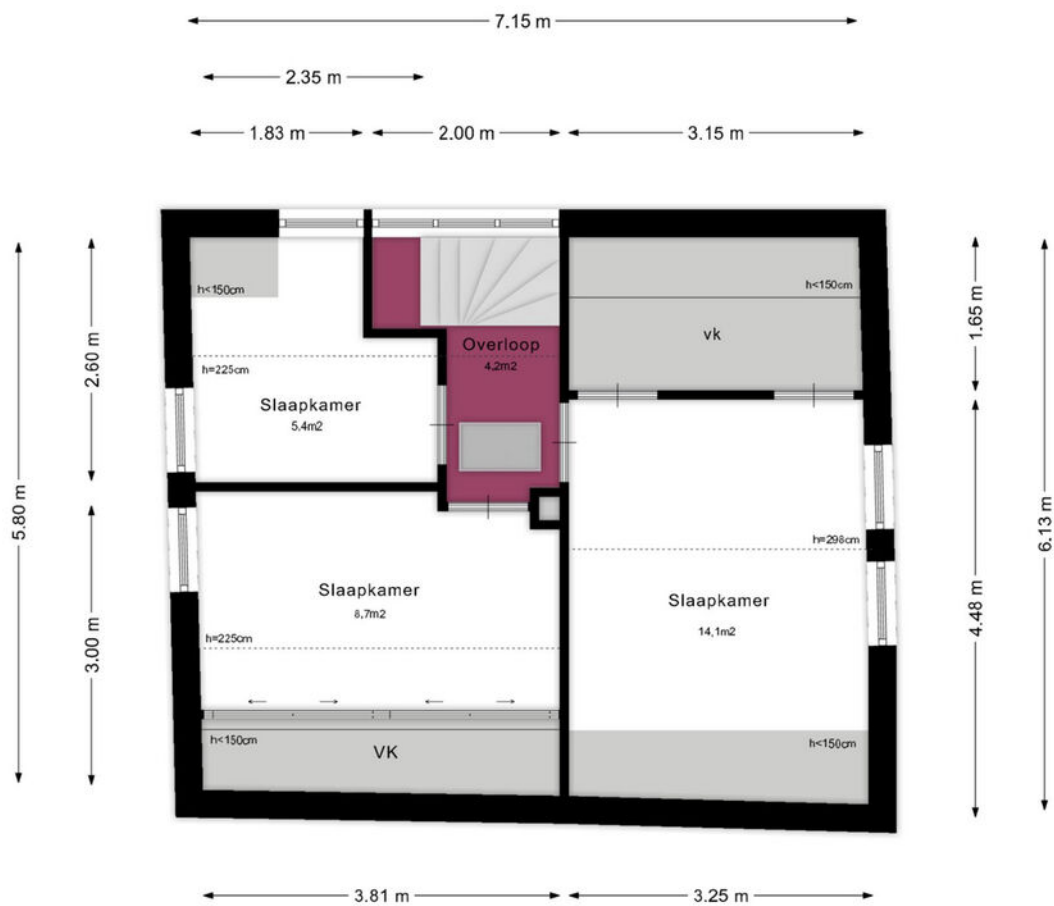 7.15 m
2.35 m
1.83 m
2.00 m
3.15 m
h<150cm
h<150cm
vk
Overloop
4,2m2
h=225cm
Slaapkamer
5,4m2
2.60 m
1.65 m
5.80 m
6.13 m
h=298cm
Slaapkamer
8,7m2
Slaapkamer
14,1m2
h=225cm
3.00 m
4.48 m
h<150cm
VK
h<150cm
3.81 m
3.25 m